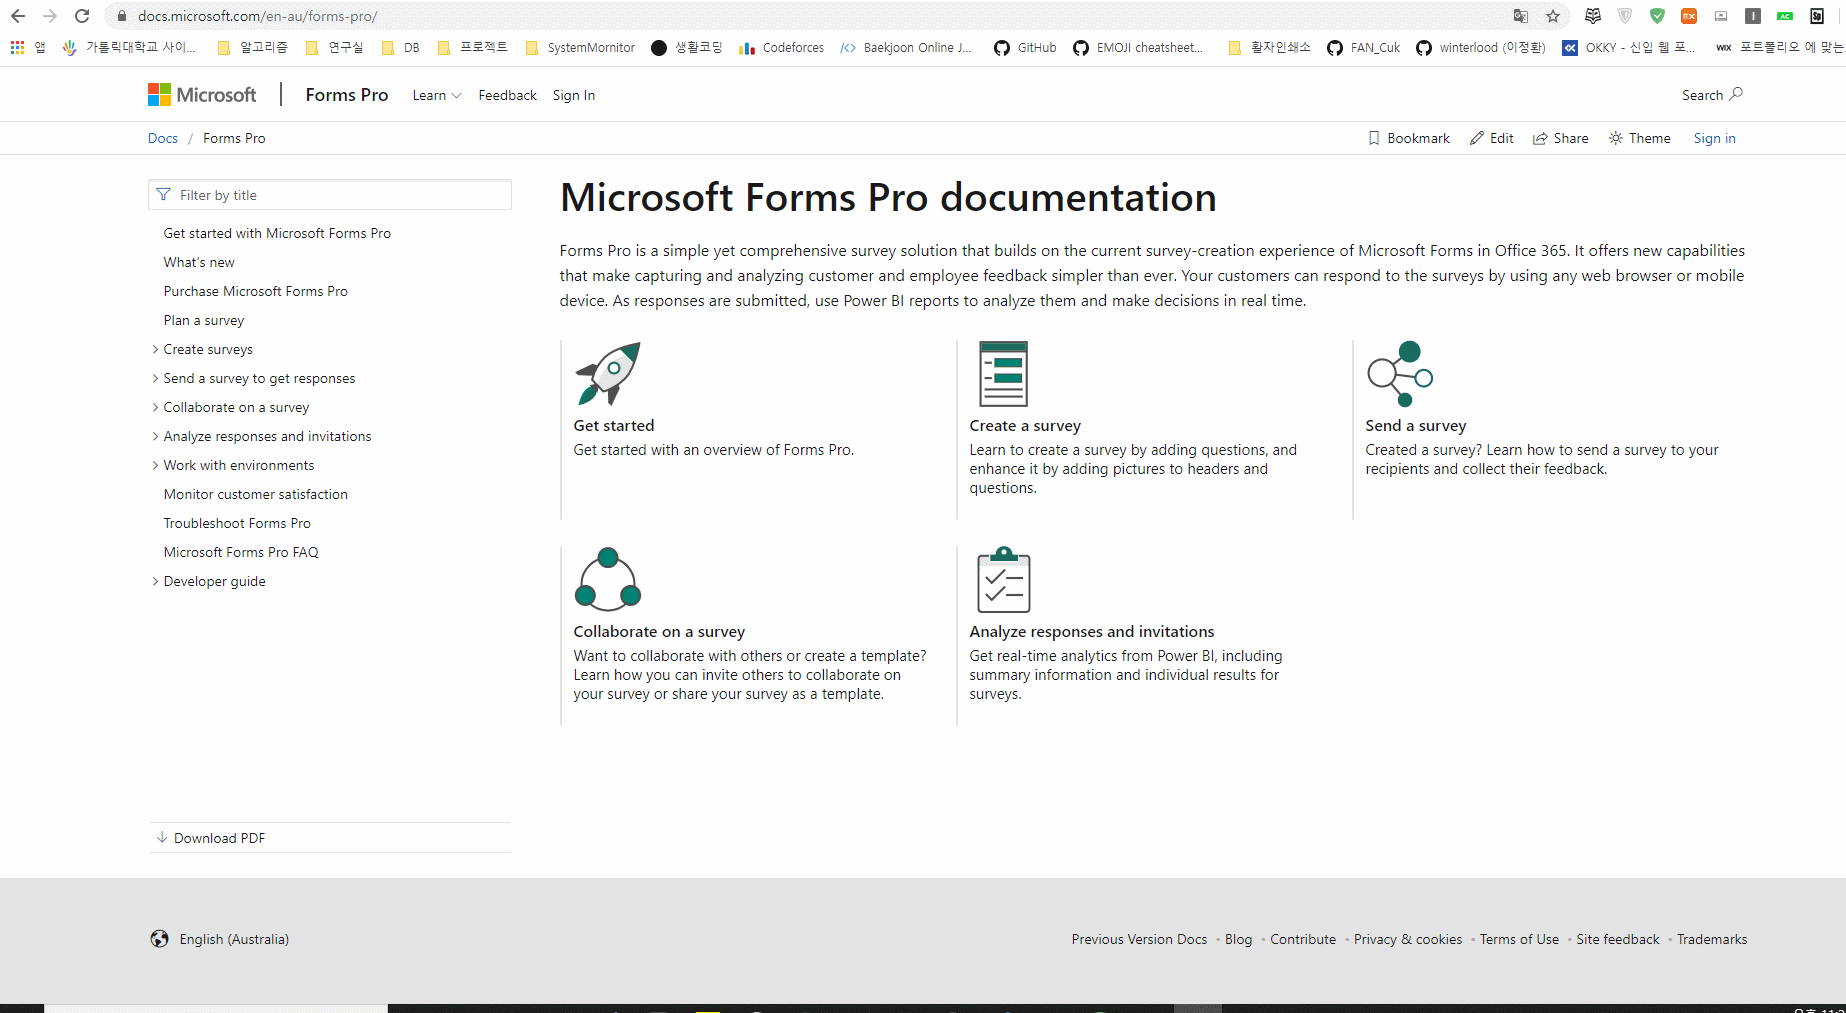 docs.microsoft.com/en-au/forms-pro/
앱 가톨릭대학교 사이... 알고리즘 연구실 DB 프로젝트 SystemMornitor 생활코딩 Codeforces Baekjoon Online J... GitHub EMOJI cheatsheet... 활자인쇄소 FAN_Cuk winterlood (이정환) OKKY - 신입 웹 포... WIX 포트폴리오 에 맞는
Microsoft Forms Pro Learn Feedback Sign In Search
Docs / Forms Pro Bookmark Edit Share Theme Sign in
Filter by title
Get started with Microsoft Forms Pro
What's new
Purchase Microsoft Forms Pro
Plan a survey
Create surveys
Send a survey to get responses
Collaborate on a survey
Analyze responses and invitations
Work with environments
Monitor customer satisfaction
Troubleshoot Forms Pro
Microsoft Forms Pro FAQ
Developer guide
Download PDF
Microsoft Forms Pro documentation
Forms Pro is a simple yet comprehensive survey solution that builds on the current survey-creation experience of Microsoft Forms in Office 365. It offers new capabilities
that make capturing and analyzing customer and employee feedback simpler than ever. Your customers can respond to the surveys by using any web browser or mobile
device. As responses are submitted, use Power BI reports to analyze them and make decisions in real time.
Get started
Get started with an overview of Forms Pro.
Create a survey
Learn to create a survey by adding questions, and
enhance it by adding pictures to headers and
questions.
Send a survey
Created a survey? Learn how to send a survey to your
recipients and collect their feedback.
Collaborate on a survey
Want to collaborate with others or create a template?
Learn how you can invite others to collaborate on
your survey or share your survey as a template.
Analyze responses and invitations
Get real-time analytics from Power BI, including
summary information and individual results for
surveys.
English (Australia)
Previous Version Docs • Blog • Contribute • Privacy & cookies • Terms of Use • Site feedback • Trademarks